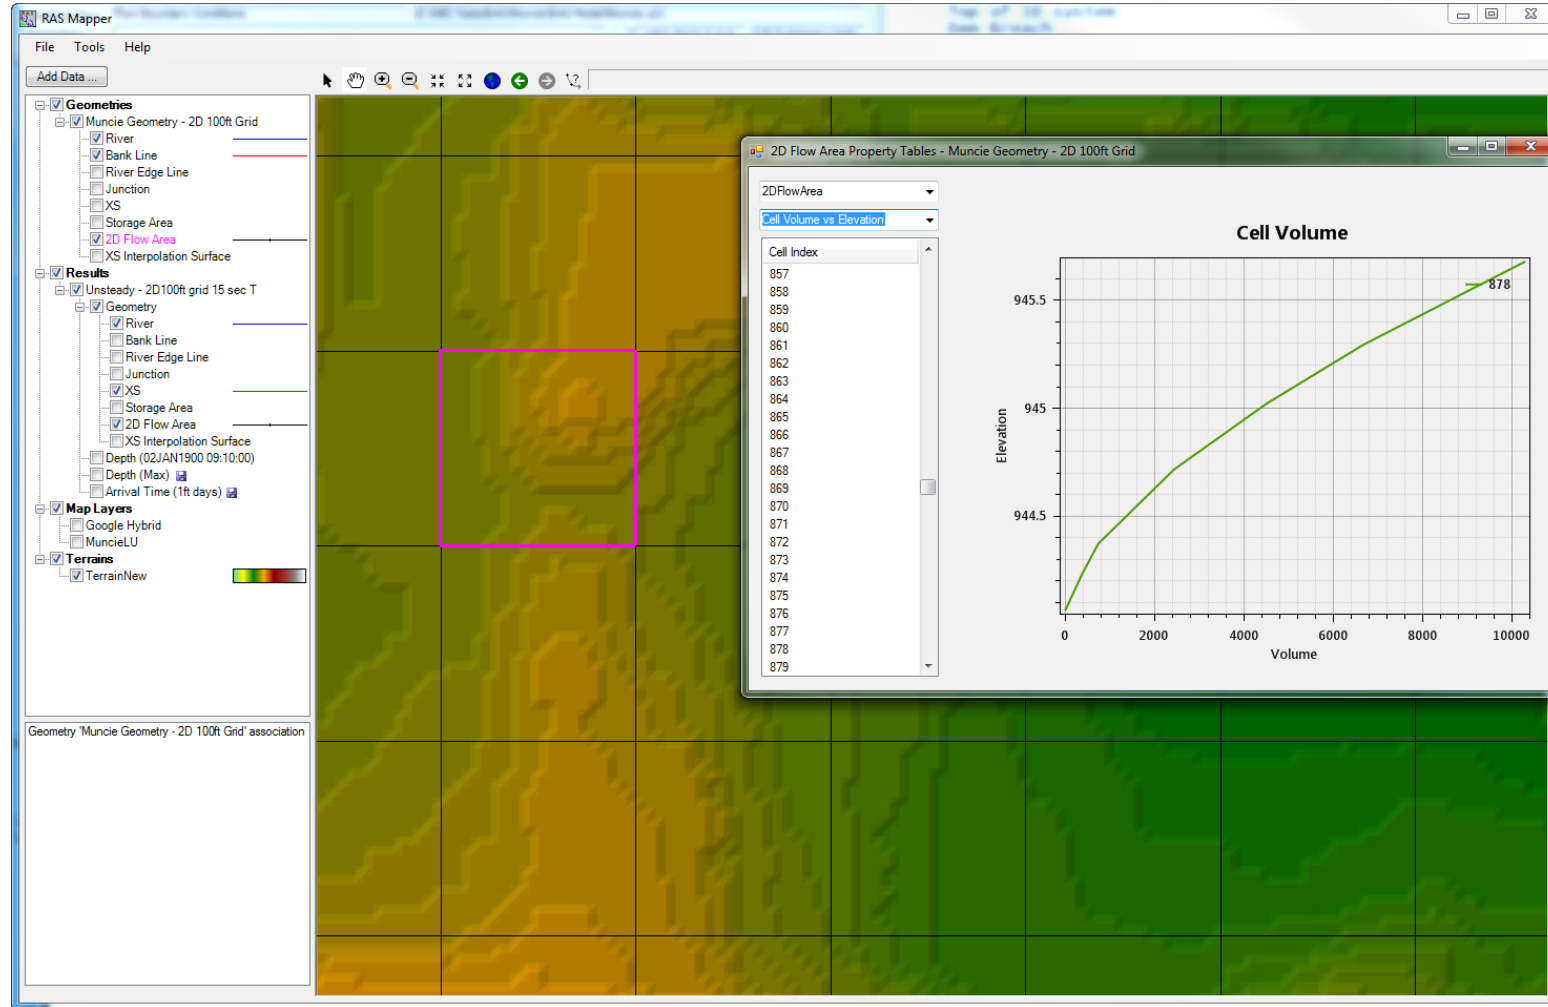 RAS Mapper
Top of 1D system
Dam Breach
File Tools Help
Add Data ...
Geometries
Muncie Geometry - 2D 100ft Grid
River
Bank Line
River Edge Line
Junction
XS
Storage Area
2D Flow Area
XS Interpolation Surface
Results
Unsteady - 2D100ft grid 15 sec T
Geometry
River
Bank Line
River Edge Line
Junction
XS
Storage Area
2D Flow Area
XS Interpolation Surface
Depth (02JAN1900 09:10:00)
Depth (Max)
Arrival Time (1ft days)
Map Layers
Google Hybrid
MuncieLU
Terrains
TerrainNew
Geometry 'Muncie Geometry - 2D 100ft Grid' association
2D Flow Area Property Tables - Muncie Geometry - 2D 100ft Grid
2DFlowArea
Cell Volume vs Elevation
Cell Index
857
858
859
860
861
862
863
864
865
866
867
868
869
870
871
872
873
874
875
876
877
878
879
Cell Volume
878
945.5
945
944.5
Elevation
0 2000 4000 6000 8000 10000
Volume